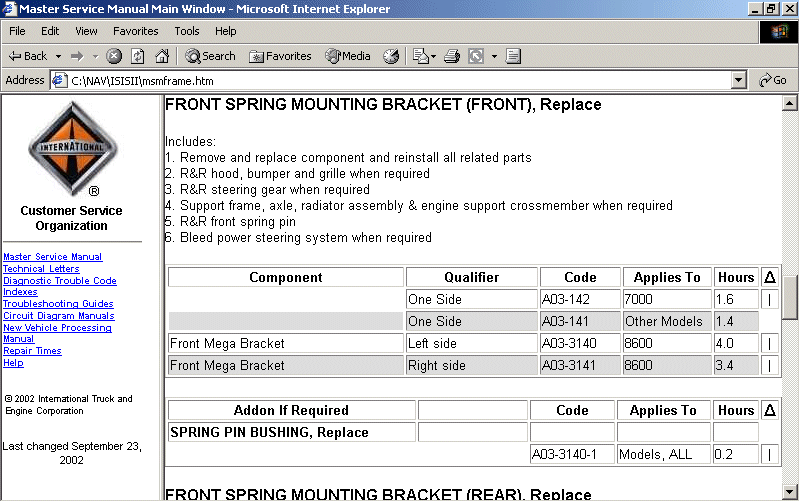 Master Service Manual Main Window - Microsoft Internet Explorer
File Edit View Favorites Tools Help
Back Search Favorites Media
Address C:\NAV\ISISII\msmframe.htm Go
INTERNATIONAL
®
Customer Service
Organization
Master Service Manual
Technical Letters
Diagnostic Trouble Code
Indexes
Troubleshooting Guides
Circuit Diagram Manuals
New Vehicle Processing
Manual
Repair Times
Help
© 2002 International Truck and
Engine Corporation
Last changed September 23,
2002
FRONT SPRING MOUNTING BRACKET (FRONT), Replace
Includes:
1. Remove and replace component and reinstall all related parts
2. R&R hood, bumper and grille when required
3. R&R steering gear when required
4. Support frame, axle, radiator assembly & engine support crossmember when required
5. R&R front spring pin
6. Bleed power steering system when required
Component Qualifier Code Applies To Hours Δ
One Side A03-142 7000 1.6 |
One Side A03-141 Other Models 1.4
Front Mega Bracket Left side A03-3140 8600 4.0 |
Front Mega Bracket Right side A03-3141 8600 3.4 |
Addon If Required Code Applies To Hours Δ
SPRING PIN BUSHING, Replace
A03-3140-1 Models, ALL 0.2 |
FRONT SPRING MOUNTING BRACKET (REAR), Replace